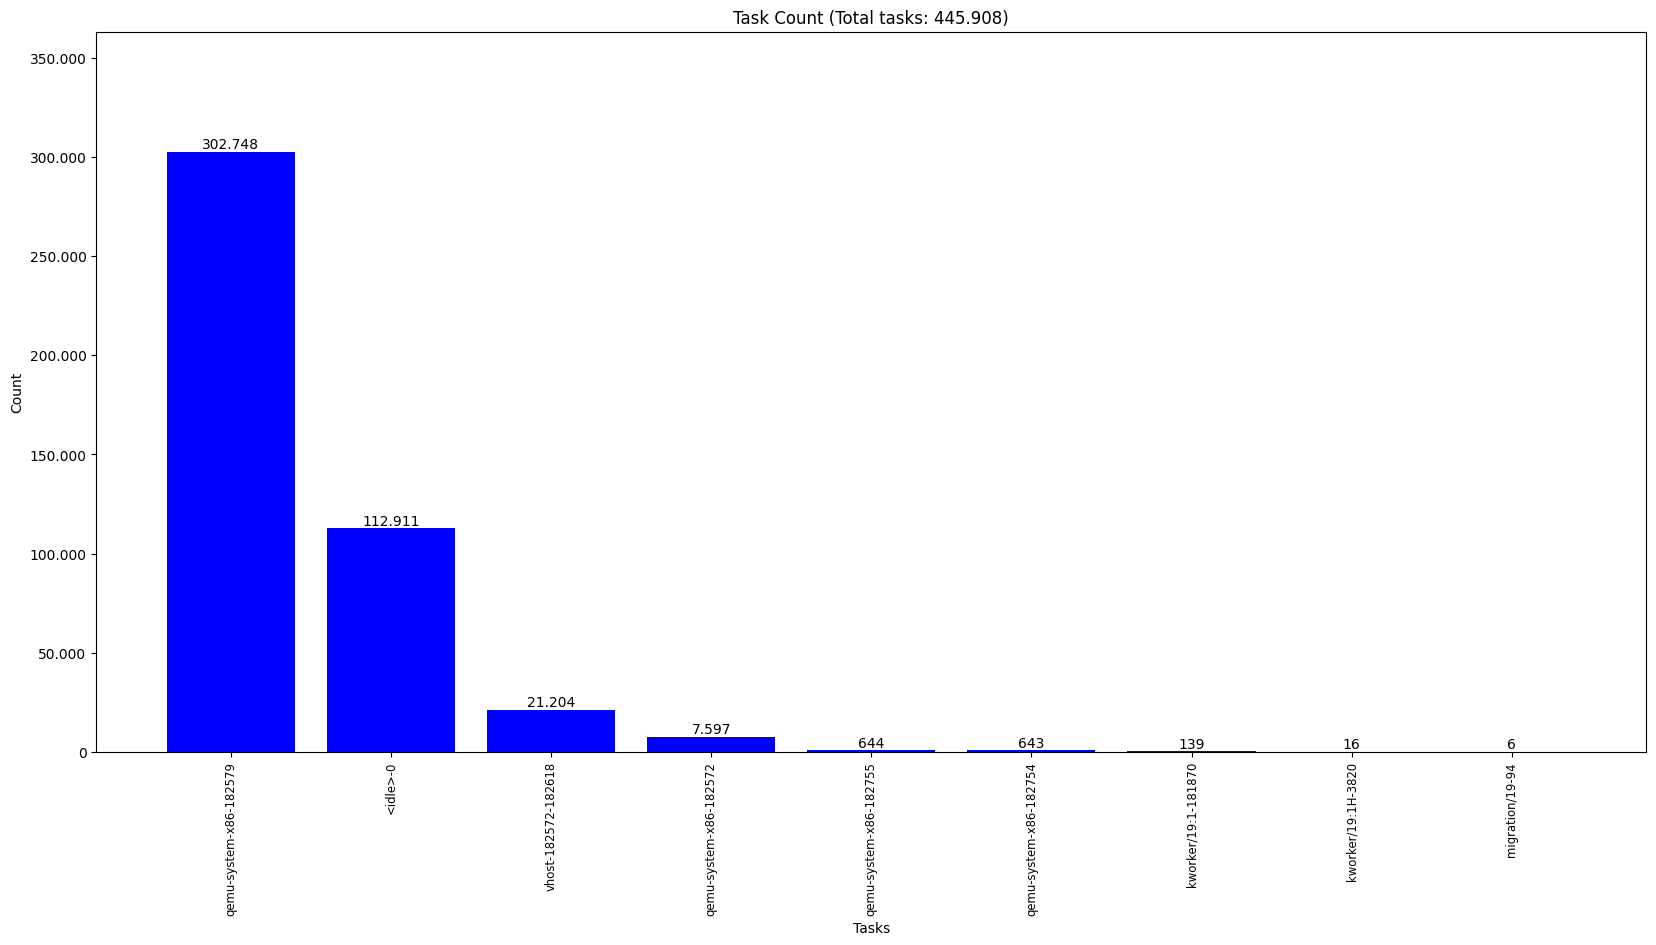 Task Count (Total tasks: 445.908)
350.000
300.000
250.000
200.000
150.000
100.000
50.000
0
Count
302.748
112.911
21.204
7.597
644
643
139
16
6
qemu-system-x86-182579
<idle>-0
vhost-182572-182618
qemu-system-x86-182572
qemu-system-x86-182755
qemu-system-x86-182754
kworker/19:1-181870
kworker/19:1H-3820
migration/19-94
Tasks